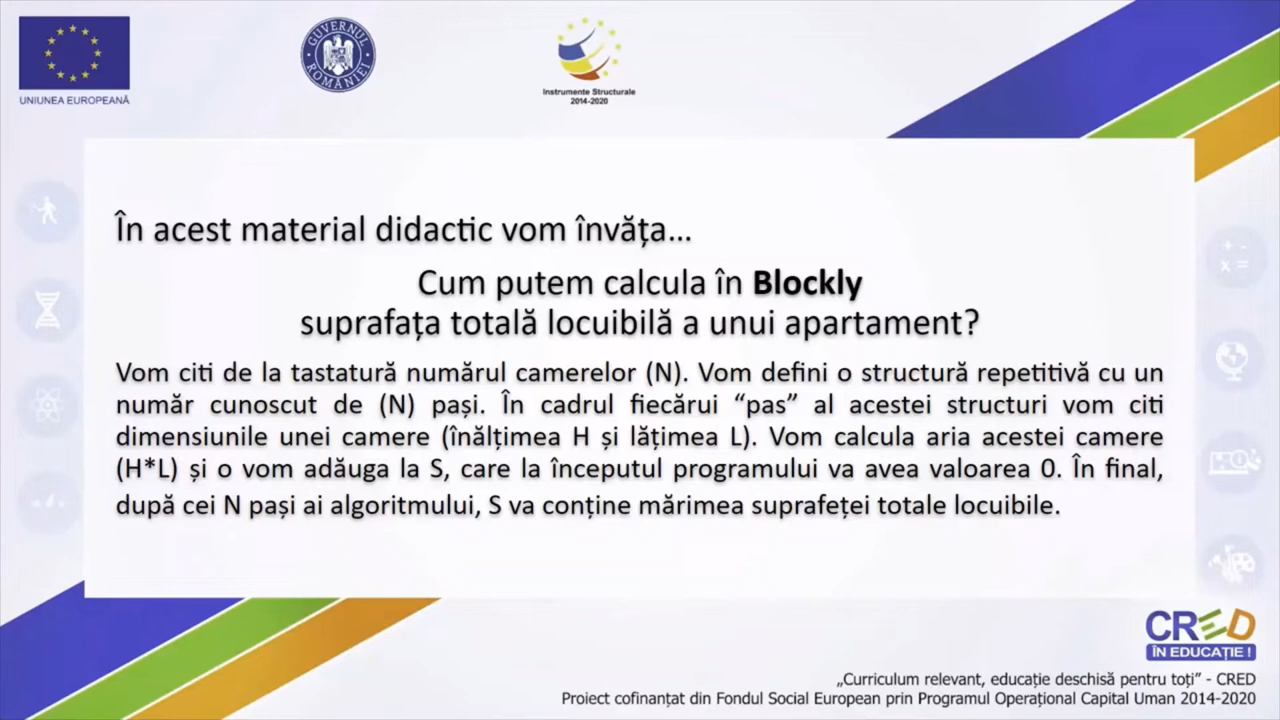 UNIUNEA EUROPEANĂ
GUVERNUL ROMÂNIEI
Instrumente Structurale
2014-2020
În acest material didactic vom învăța...
Cum putem calcula în Blockly
suprafața totală locuibilă a unui apartament?
Vom citi de la tastatură numărul camerelor (N). Vom defini o structură repetitivă cu un
număr cunoscut de (N) pași. În cadrul fiecărui “pas” al acestei structuri vom citi
dimensiunile unei camere (înălțimea H și lățimea L). Vom calcula aria acestei camere
(H*L) și o vom adăuga la S, care la începutul programului va avea valoarea 0. În final,
după cei N pași ai algoritmului, S va conține mărimea suprafeței totale locuibile.
CRED
ÎN EDUCAȚIE !
„Curriculum relevant, educație deschisă pentru toți” - CRED
Proiect cofinanțat din Fondul Social European prin Programul Operațional Capital Uman 2014-2020